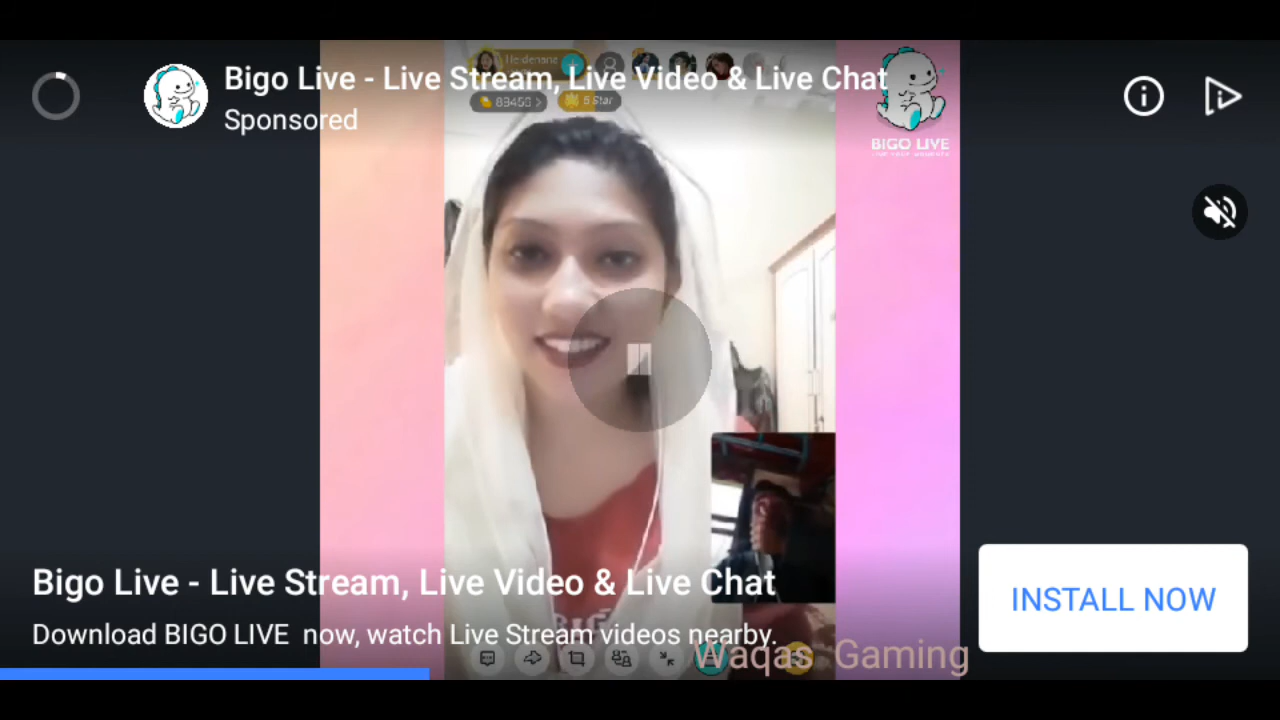 Bigo Live - Live Stream, Live Video & Live Chat
Sponsored
89450
5 Star
BIGO LIVE
Bigo Live - Live Stream, Live Video & Live Chat
Download BIGO LIVE now, watch Live Stream videos nearby.
INSTALL NOW
Waqas Gaming